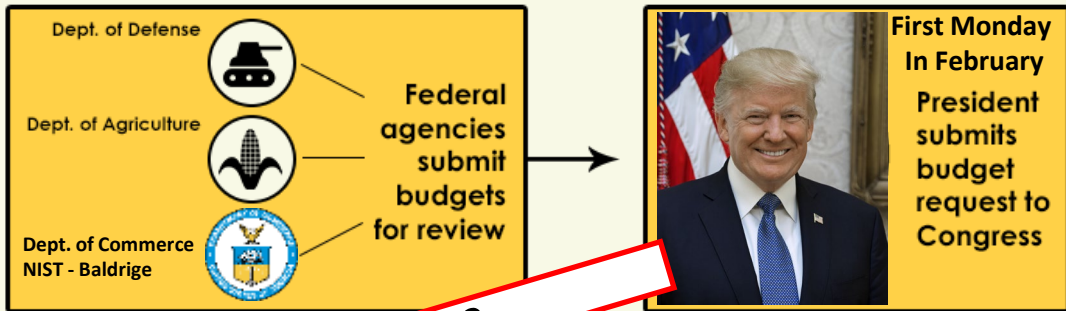 Dept. of Defense
Dept. of Agriculture
Dept. of Commerce
NIST - Baldrige
Federal
agencies
submit
budgets
for review
First Monday
In February
President
submits
budget
request to
Congress